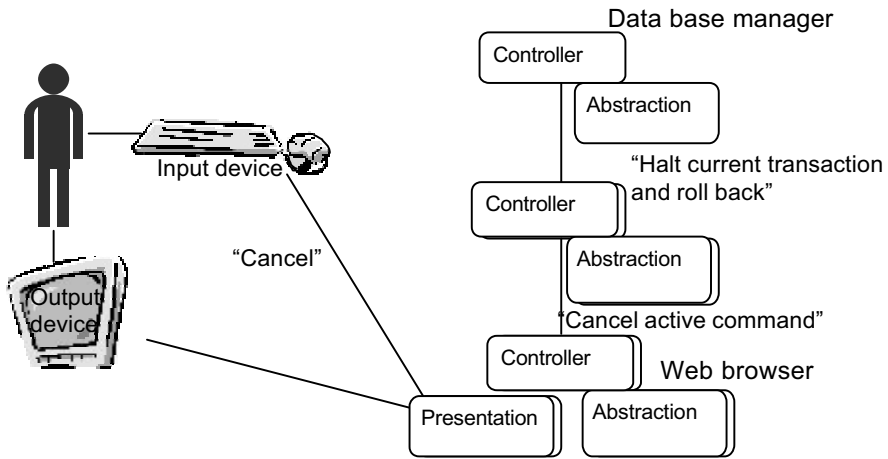 Data base manager
Controller
Abstraction
Input device
“Halt current transaction
and roll back”
Controller
“Cancel”
Abstraction
Output
device
“Cancel active command”
Controller
Web browser
Presentation
Abstraction